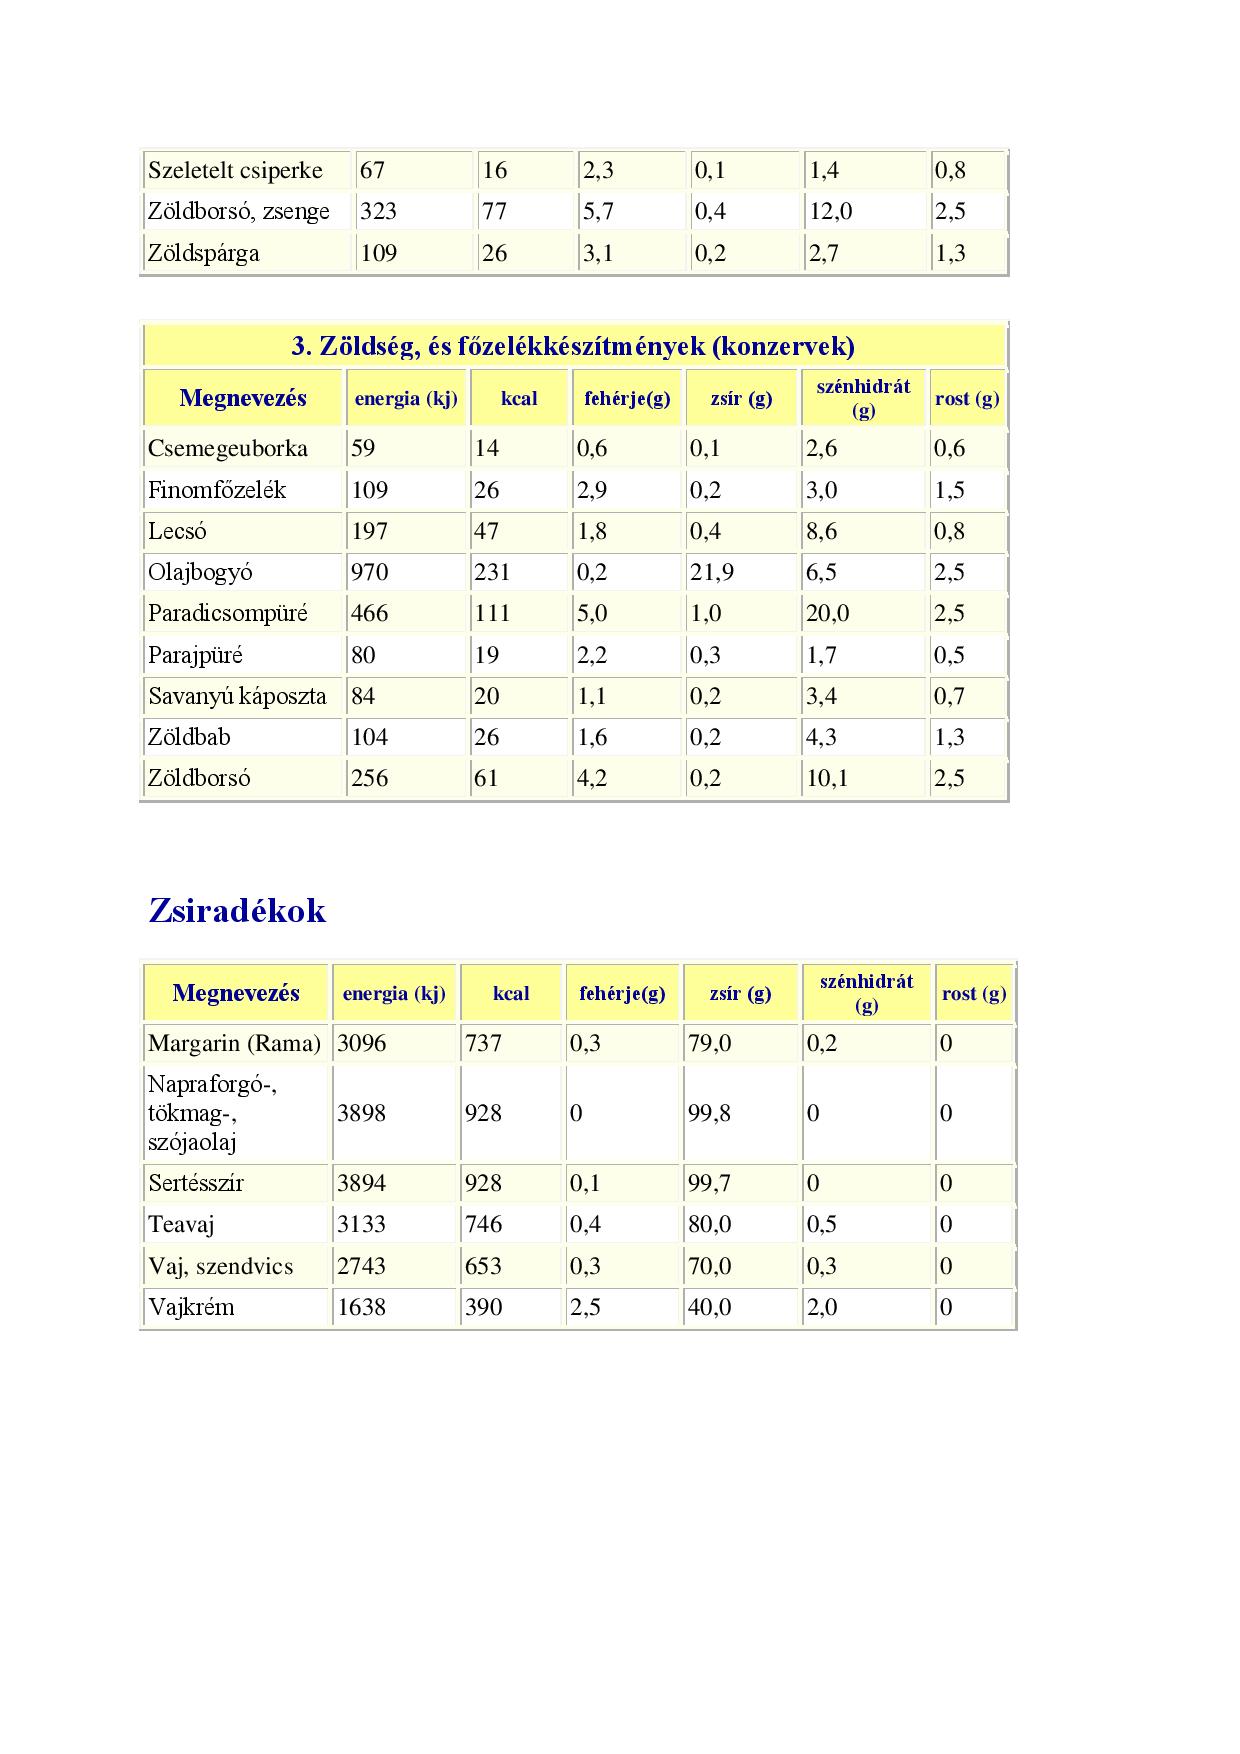 Szeletelt csiperke 67 16 2,3 0,1 1,4 0,8
Zöldborsó, zsenge 323 77 5,7 0,4 12,0 2,5
Zöldspárga 109 26 3,1 0,2 2,7 1,3
3. Zöldség, és főzelékkészítmények (konzervek)
Megnevezés energia (kj) kcal fehérje(g) zsír (g) szénhidrát (g) rost (g)
Csemegeuborka 59 14 0,6 0,1 2,6 0,6
Finomfőzelék 109 26 2,9 0,2 3,0 1,5
Lecsó 197 47 1,8 0,4 8,6 0,8
Olajbogyó 970 231 0,2 21,9 6,5 2,5
Paradicsompüré 466 111 5,0 1,0 20,0 2,5
Parajpüré 80 19 2,2 0,3 1,7 0,5
Savanyú káposzta 84 20 1,1 0,2 3,4 0,7
Zöldbab 104 26 1,6 0,2 4,3 1,3
Zöldborsó 256 61 4,2 0,2 10,1 2,5
Zsiradékok
Megnevezés energia (kj) kcal fehérje(g) zsír (g) szénhidrát (g) rost (g)
Margarin (Rama) 3096 737 0,3 79,0 0,2 0
Napraforgó-,
tökmag-,
szójaolaj 3898 928 0 99,8 0 0
Sertésszír 3894 928 0,1 99,7 0 0
Teavaj 3133 746 0,4 80,0 0,5 0
Vaj, szendvics 2743 653 0,3 70,0 0,3 0
Vajkrém 1638 390 2,5 40,0 2,0 0